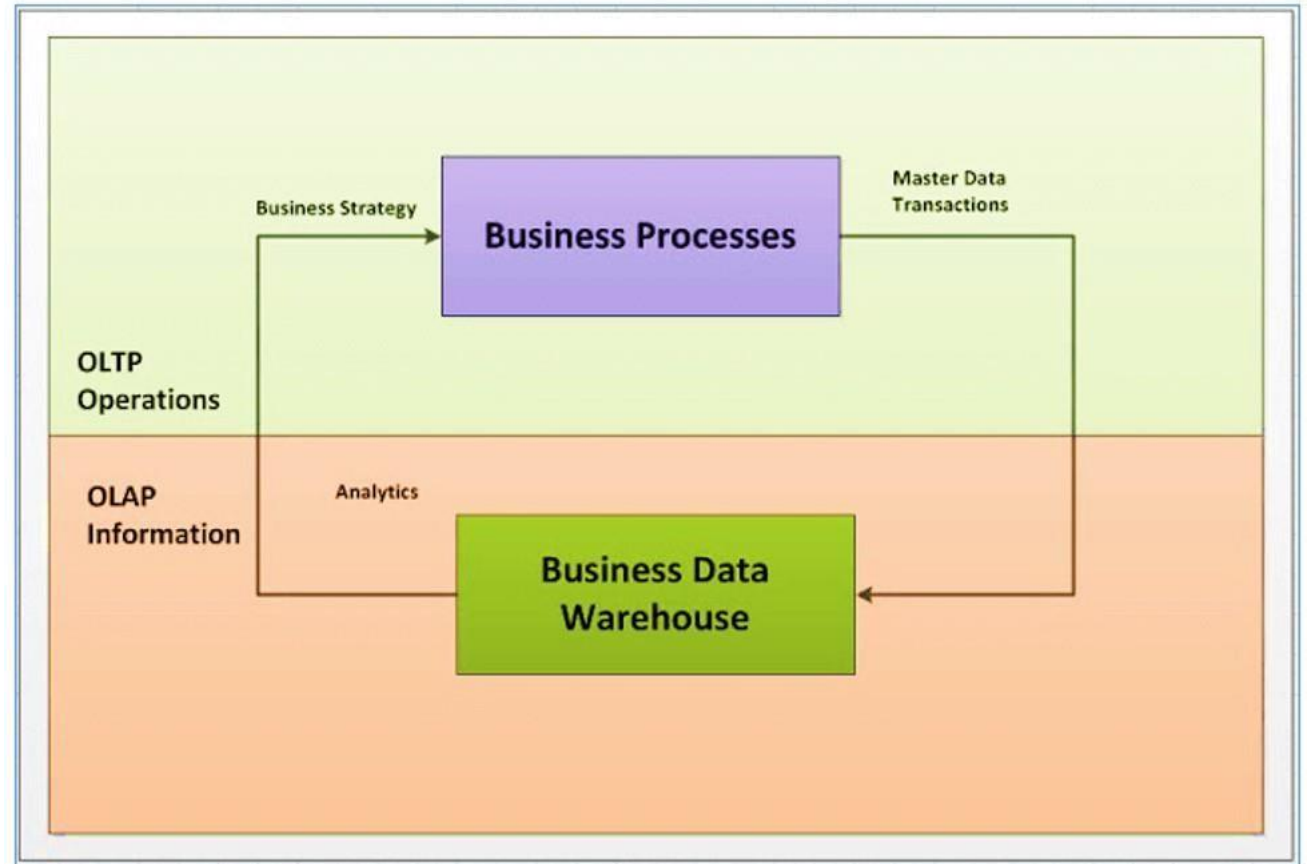 Master Data
Transactions
Business Strategy
Business Processes
OLTP
Operations
OLAP
Information
Analytics
Business Data
Warehouse